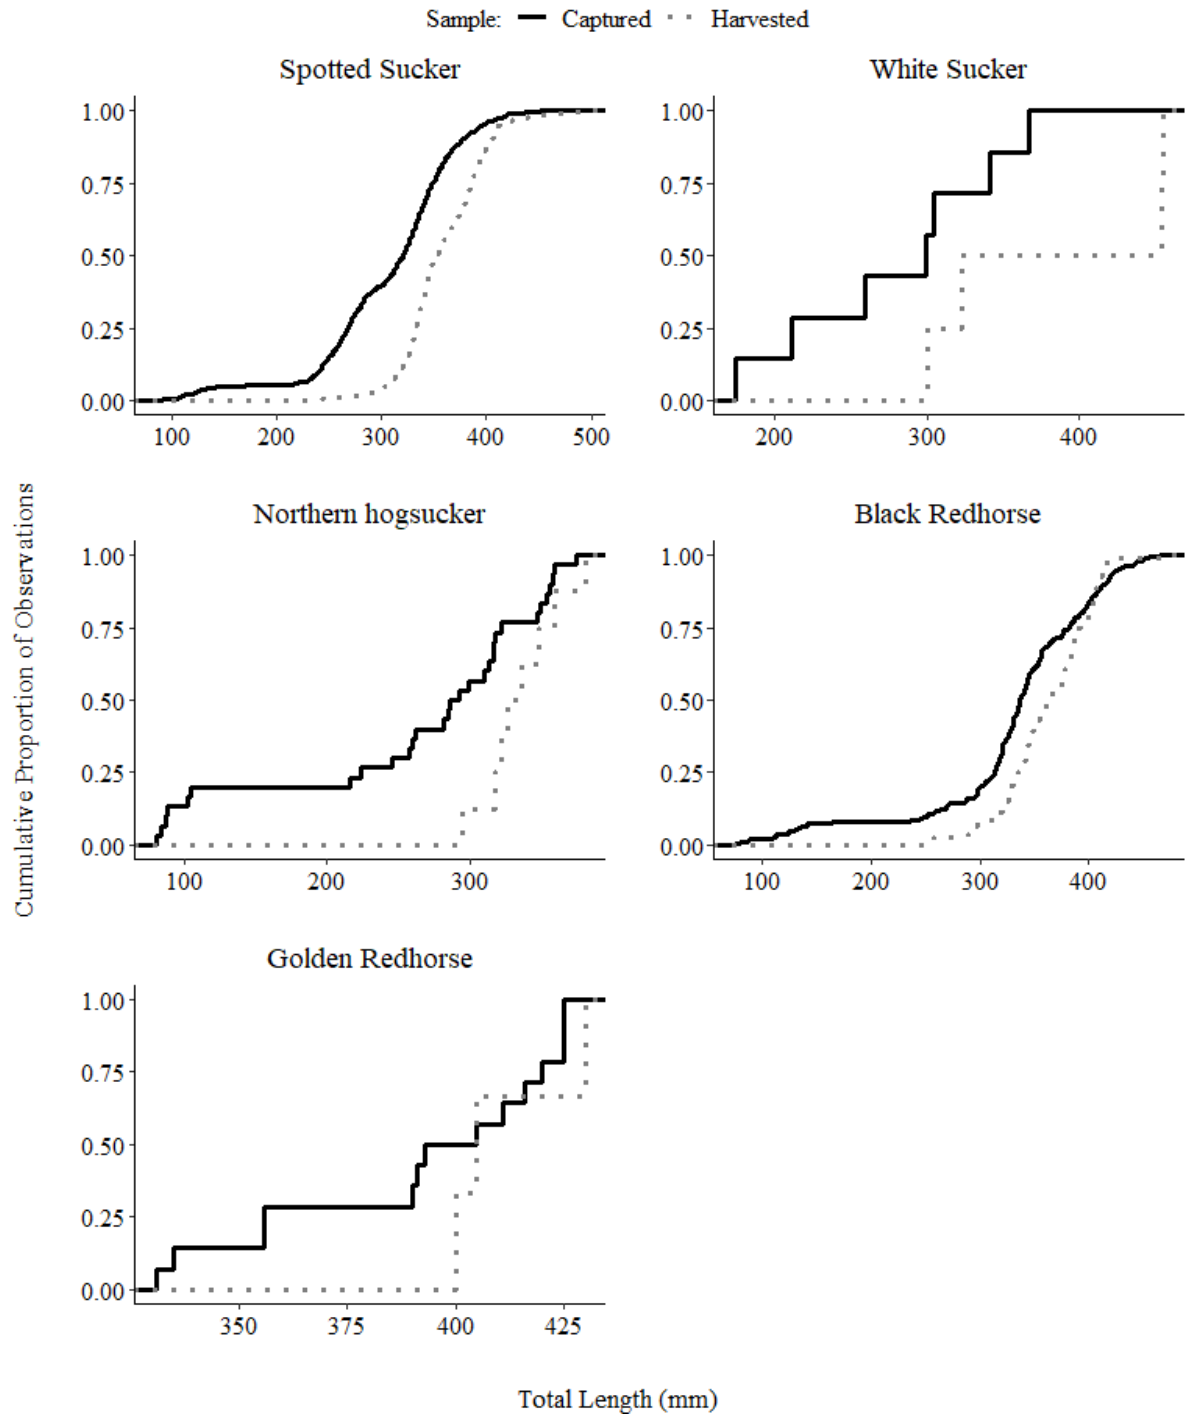 Sample: Captured Harvested
Spotted Sucker
1.00
0.75
0.50
0.25
0.00
100 200 300 400 500
White Sucker
1.00
0.75
0.50
0.25
0.00
200 300 400
Northern hogsucker
1.00
0.75
0.50
0.25
0.00
100 200 300
Black Redhorse
1.00
0.75
0.50
0.25
0.00
100 200 300 400
Golden Redhorse
1.00
0.75
0.50
0.25
0.00
350 375 400 425
Cumulative Proportion of Observations
Total Length (mm)